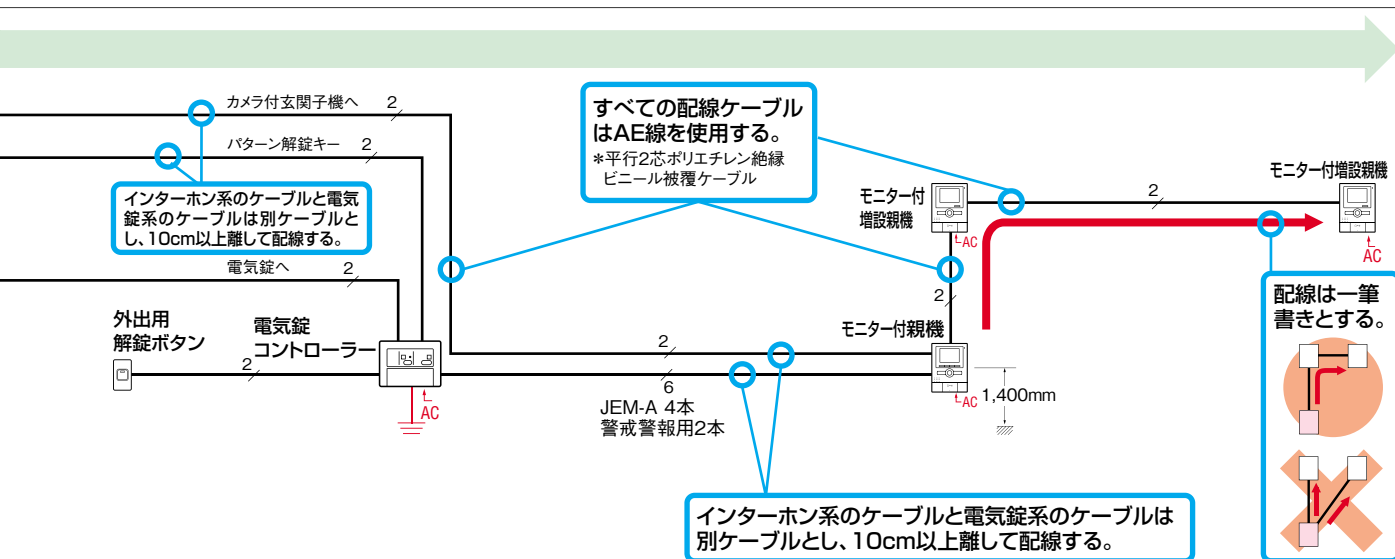 カメラ付玄関子機へ 2
パターン解錠キー 2
インターホン系のケーブルと電気
錠系のケーブルは別ケーブルと
し、10cm以上離して配線する。
電気錠へ 2
外出用
解錠ボタン
2
電気錠
コントローラー
AC
すべての配線ケーブル
はAE線を使用する。
*平行2芯ポリエチレン絶縁
ビニール被覆ケーブル
モニター付
増設親機
AC
2
モニター付増設親機
AC
2
モニター付親機
AC
1,400mm
2
6
JEM-A 4本
警戒警報用2本
配線は一筆
書きとする。
インターホン系のケーブルと電気錠系のケーブルは
別ケーブルとし、10cm以上離して配線する。